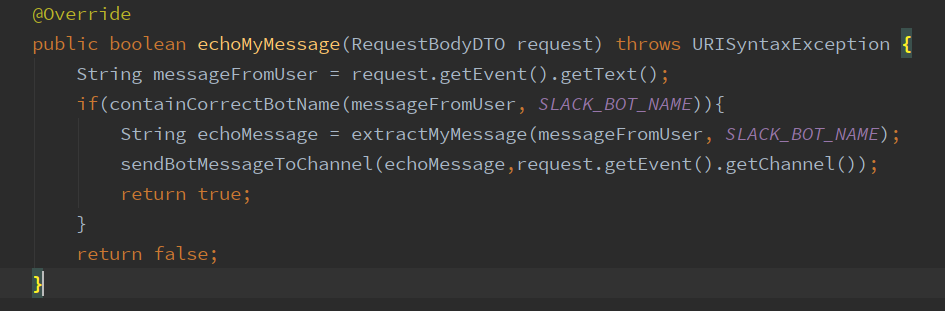 @Override
public boolean echoMyMessage(RequestBodyDTO request) throws URISyntaxException {
    String messageFromUser = request.getEvent().getText();
    if(containCorrectBotName(messageFromUser, SLACK_BOT_NAME)){
        String echoMessage = extractMyMessage(messageFromUser, SLACK_BOT_NAME);
        sendBotMessageToChannel(echoMessage,request.getEvent().getChannel());
        return true;
    }
    return false;
}